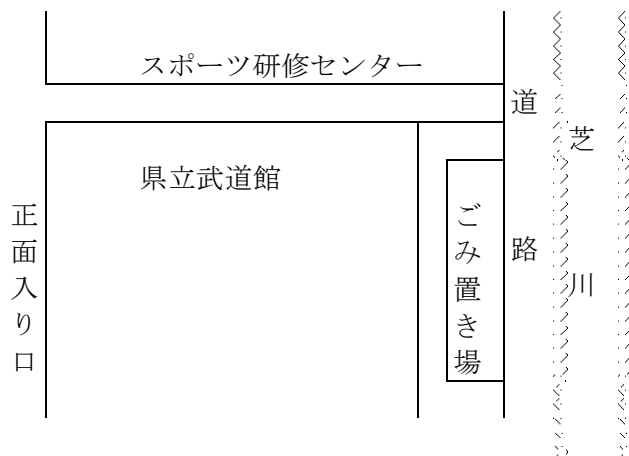 スポーツ研修センター
道路
芝川
県立武道館
正面入り口
ごみ置き場